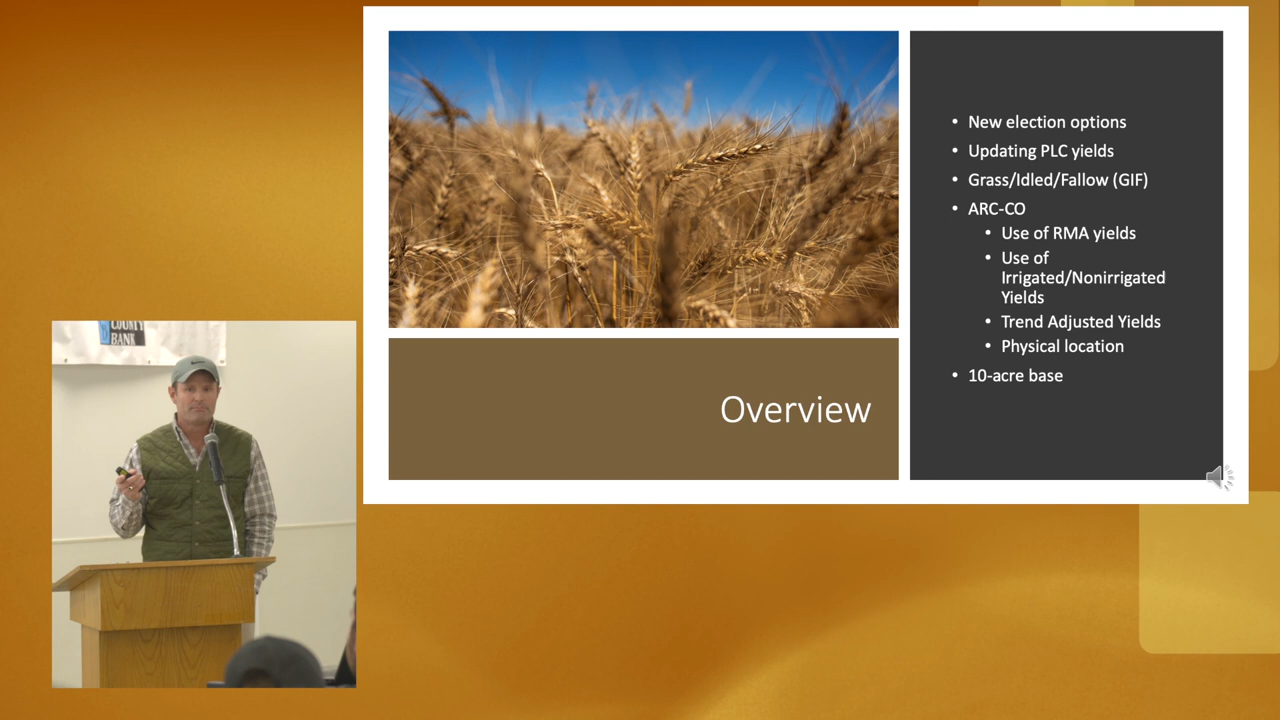 COUNTY
BANK
Overview
• New election options
• Updating PLC yields
• Grass/Idled/Fallow (GIF)
• ARC-CO
• Use of RMA yields
• Use of
Irrigated/Nonirrigated
Yields
• Trend Adjusted Yields
• Physical location
• 10-acre base